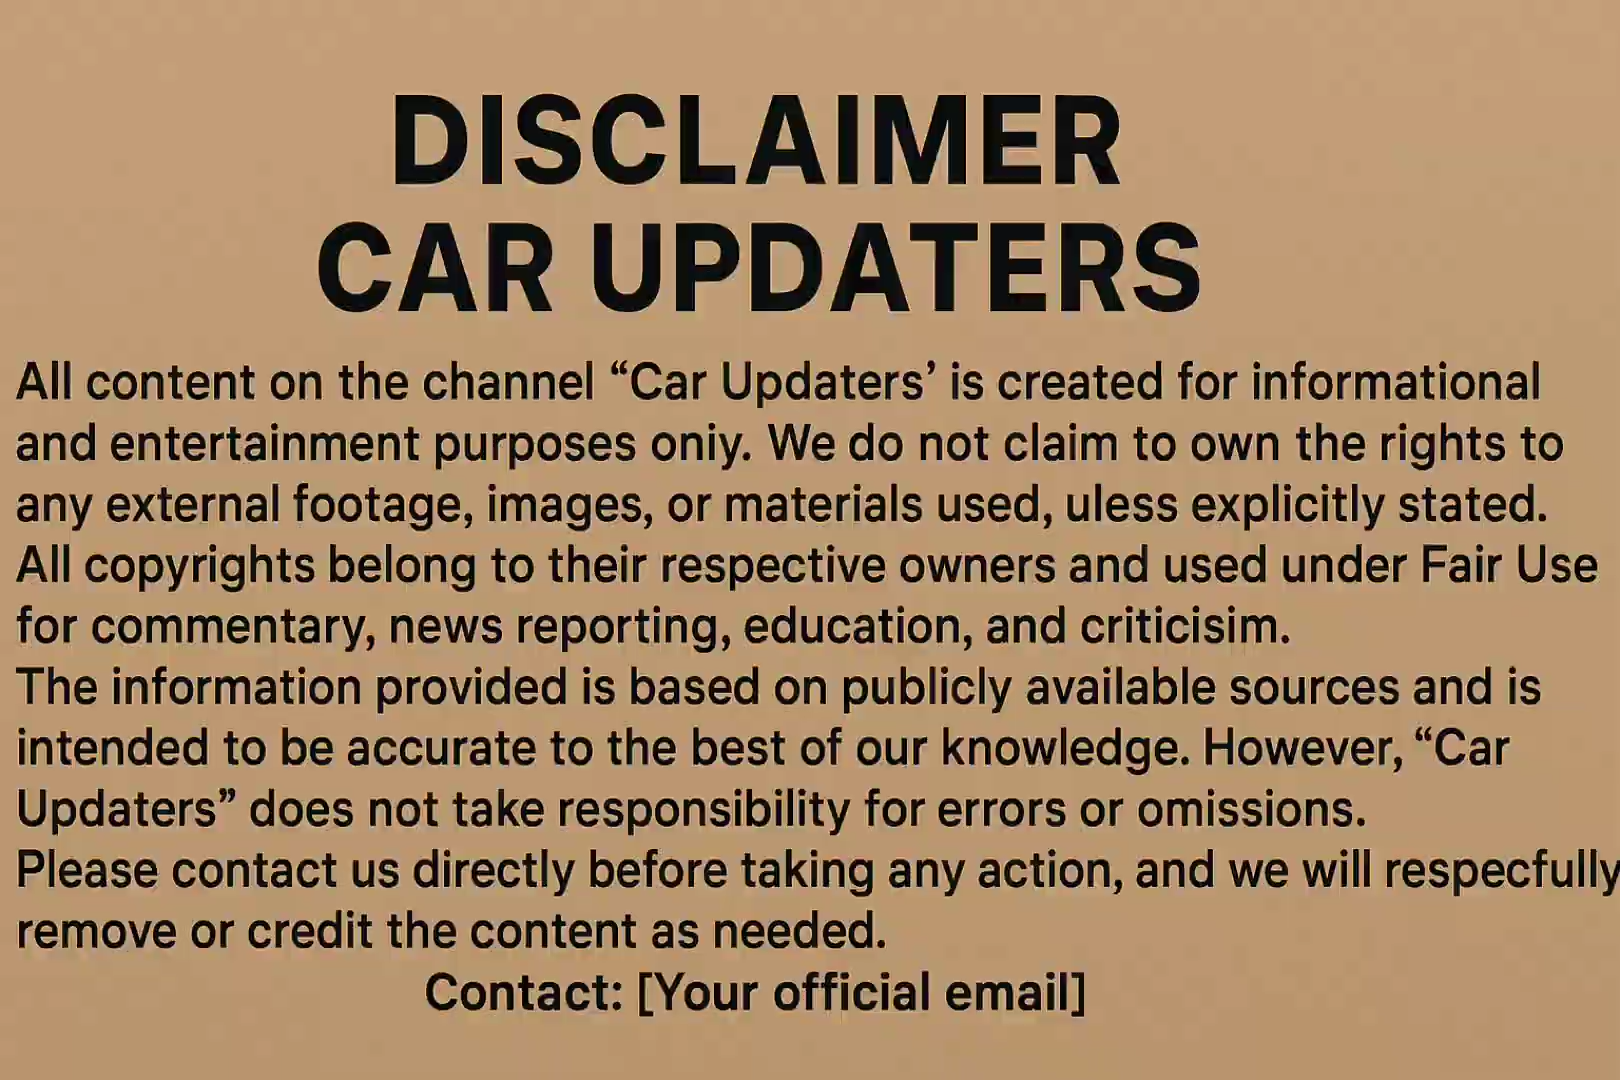 DISCLAIMER
CAR UPDATERS
All content on the channel “Car Updaters’ is created for informational
and entertainment purposes oniy. We do not claim to own the rights to
any external footage, images, or materials used, uless explicitly stated.
All copyrights belong to their respective owners and used under Fair Use
for commentary, news reporting, education, and criticisim.
The information provided is based on publicly available sources and is
intended to be accurate to the best of our knowledge. However, “Car
Updaters” does not take responsibility for errors or omissions.
Please contact us directly before taking any action, and we will respecfully
remove or credit the content as needed.
Contact: [Your official email]